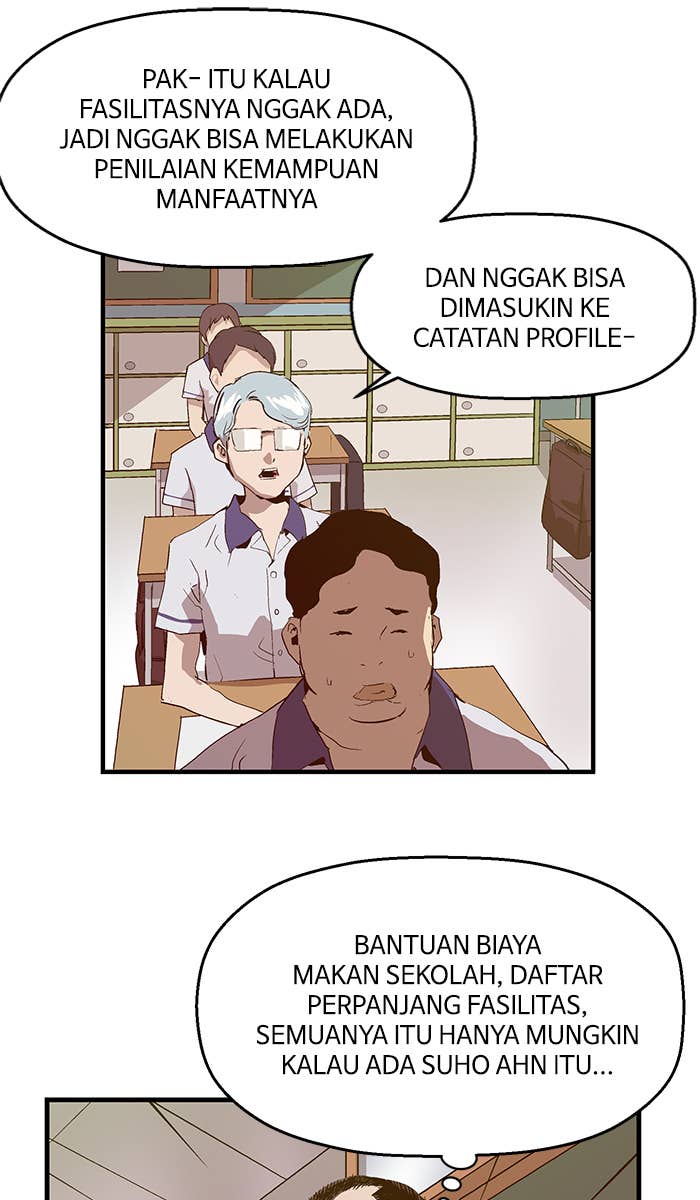 PAK- ITU KALAU
FASILITASNYA NGGAK ADA,
JADI NGGAK BISA MELAKUKAN
PENILAIAN KEMAMPUAN
MANFAATNYA
DAN NGGAK BISA
DIMASUKIN KE
CATATAN PROFILE-
BANTUAN BIAYA
MAKAN SEKOLAH, DAFTAR
PERPANJANG FASILITAS,
SEMUANYA ITU HANYA MUNGKIN
KALAU ADA SUHO AHN ITU...